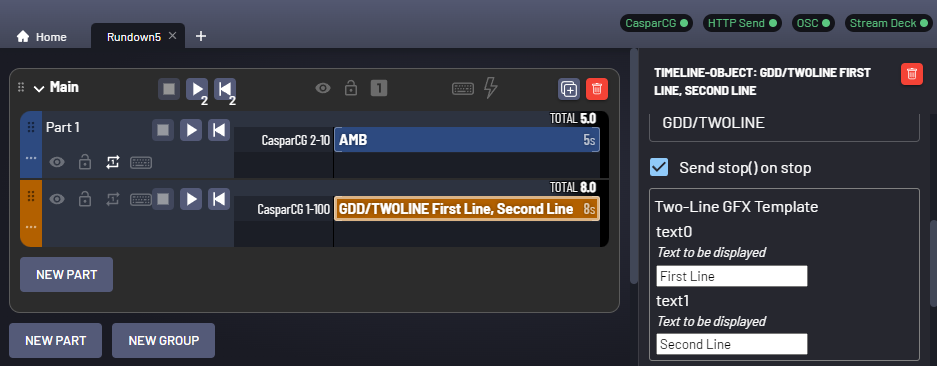 CasparCG HTTP Send OSC Stream Deck
Home Rundown5
Main 2 2 1
TIMELINE-OBJECT: GDD/TWOLINE FIRST
LINE, SECOND LINE
GDD/TWOLINE
Send stop() on stop
Two-Line GFX Template
text0
Text to be displayed
First Line
text1
Text to be displayed
Second Line
TOTAL 5.0
Part 1
CasparCG 2-10 AMB 5s
TOTAL 8.0
CasparCG 1-100 GDD/TWOLINE First Line, Second Line 8s
NEW PART
NEW PART NEW GROUP